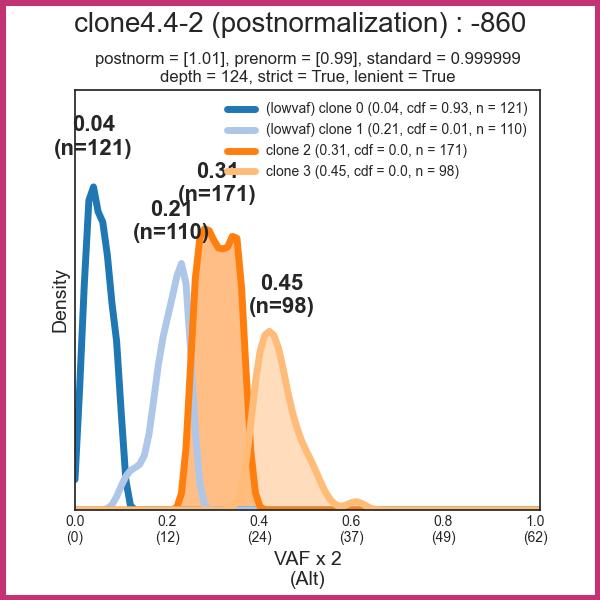 clone4.4-2 (postnormalization) : -860
postnorm = [1.01], prenorm = [0.99], standard = 0.999999
depth = 124, strict = True, lenient = True
(lowvaf) clone 0 (0.04, cdf = 0.93, n = 121)
(lowvaf) clone 1 (0.21, cdf = 0.01, n = 110)
clone 2 (0.31, cdf = 0.0, n = 171)
clone 3 (0.45, cdf = 0.0, n = 98)
0.04
(n=121)
0.31
(n=171)
0.21
(n=110)
0.45
(n=98)
Density
0.0 0.2 0.4 0.6 0.8 1.0
(0) (12) (24) (37) (49) (62)
VAF x 2
(Alt)